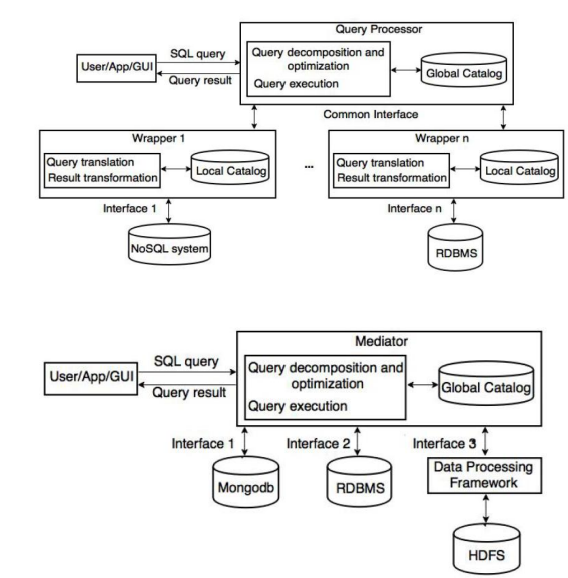 Query Processor
SQL query
User/App/GUI
Query result
Query decomposition and
optimization
Query execution
Global Catalog
Common Interface
Wrapper 1
Query translation
Result transformation
Local Catalog
...
Wrapper n
Query translation
Result transformation
Local Catalog
Interface 1
Interface n
NoSQL system
RDBMS
Mediator
SQL query
User/App/GUI
Query result
Query decomposition and
optimization
Query execution
Global Catalog
Interface 1
Interface 2
Interface 3
Mongodb
RDBMS
Data Processing
Framework
HDFS